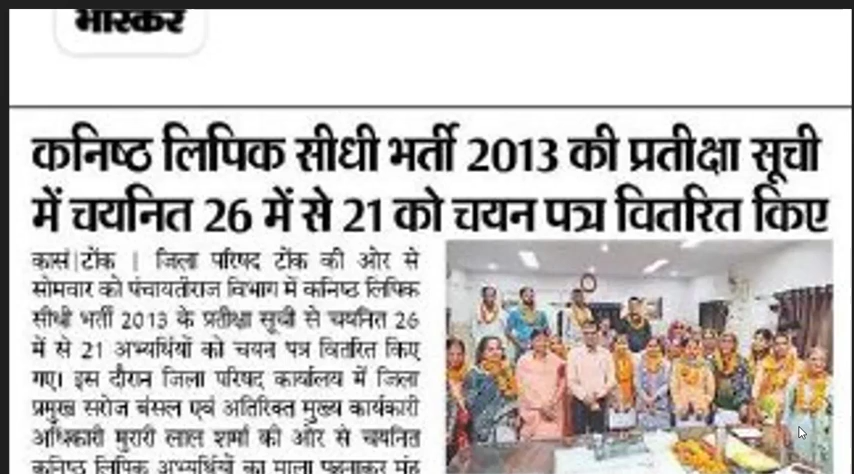 भास्कर
कनिष्ठ लिपिक सीधी भर्ती 2013 की प्रतीक्षा सूची
में चयनित 26 में से 21 को चयन पत्र वितरित किए
कासं|टोंक | जिला परिषद टोंक की ओर से
सोमवार को पंचायतीराज विभाग में कनिष्ठ लिपिक
सीधी भर्ती 2013 के प्रतीक्षा सूची से चयनित 26
में से 21 अभ्यर्थियों को चयन पत्र वितरित किए
गए। इस दौरान जिला परिषद कार्यालय में जिला
प्रमुख सरोज बंसल एवं अतिरिक्त मुख्य कार्यकारी
अधिकारी मुरारी लाल शर्मा की ओर से चयनित
कनिष्ठ लिपिक अभ्यर्थियों का माला पहनाकर मुंह